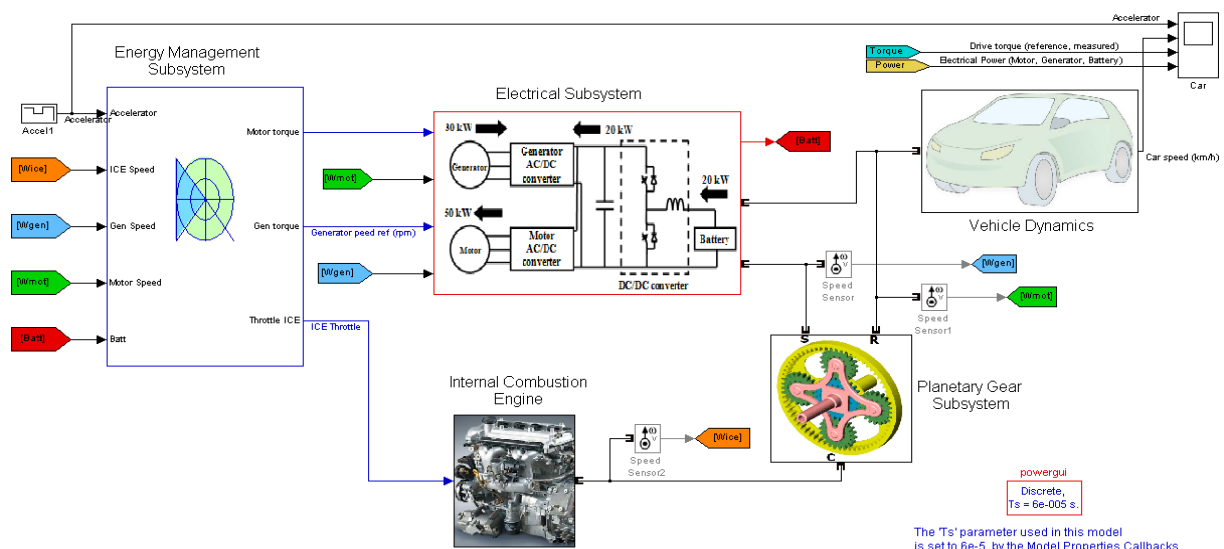 Accelerator
Energy Management
Subsystem
Torque
Drive torque (reference, measured)
Power
Electrical Power (Motor, Generator, Battery)
Car
Electrical Subsystem
Accel1
Accelerator
Accelerator
Motor torque
30 kW
20 kW
[Batt]
Generator
Generator
AC/DC
converter
[Wice]
ICE Speed
[Wmot]
Car speed (km/h)
20 kW
50 kW
[Wgen]
Gen Speed
Gen torque
Generator peed ref (rpm)
Motor
Motor
AC/DC
converter
Battery
Vehicle Dynamics
[Wgen]
DC/DC converter
Speed
Sensor
[Wgen]
[Wmot]
Motor Speed
Speed
Sensor1
[Wmot]
Throttle ICE
ICE Throttle
[Batt]
Batt
S
R
Internal Combustion
Engine
Planetary Gear
Subsystem
[Wice]
Speed
Sensor2
C
powergui
Discrete,
Ts = 6e-005 s.
The 'Ts' parameter used in this model
is set to 6e-5 by the Model Properties Callbacks